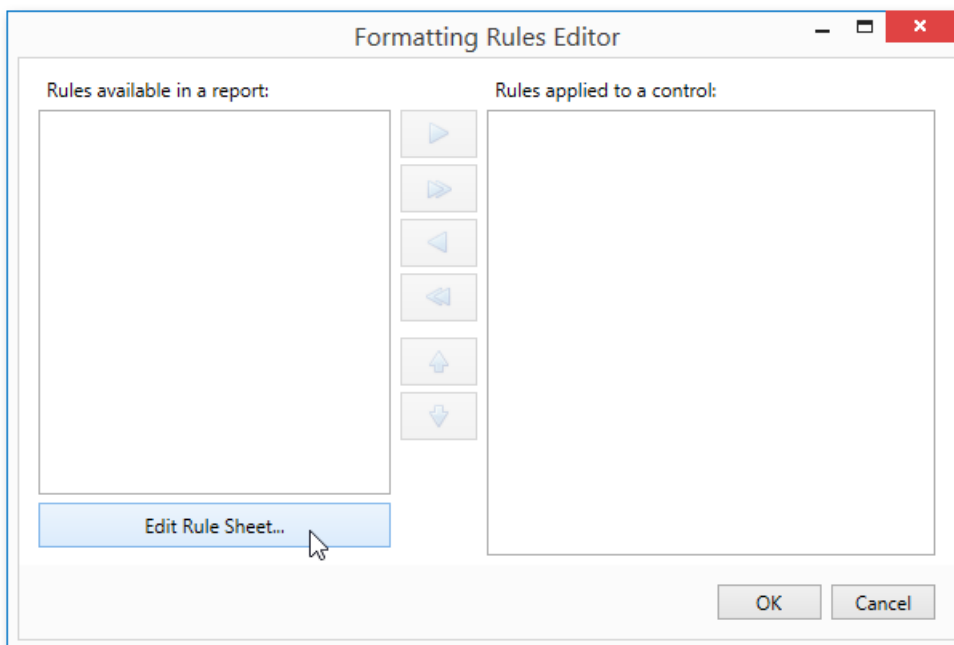 Formatting Rules Editor
Rules available in a report:
Rules applied to a control:
Edit Rule Sheet...
OK
Cancel